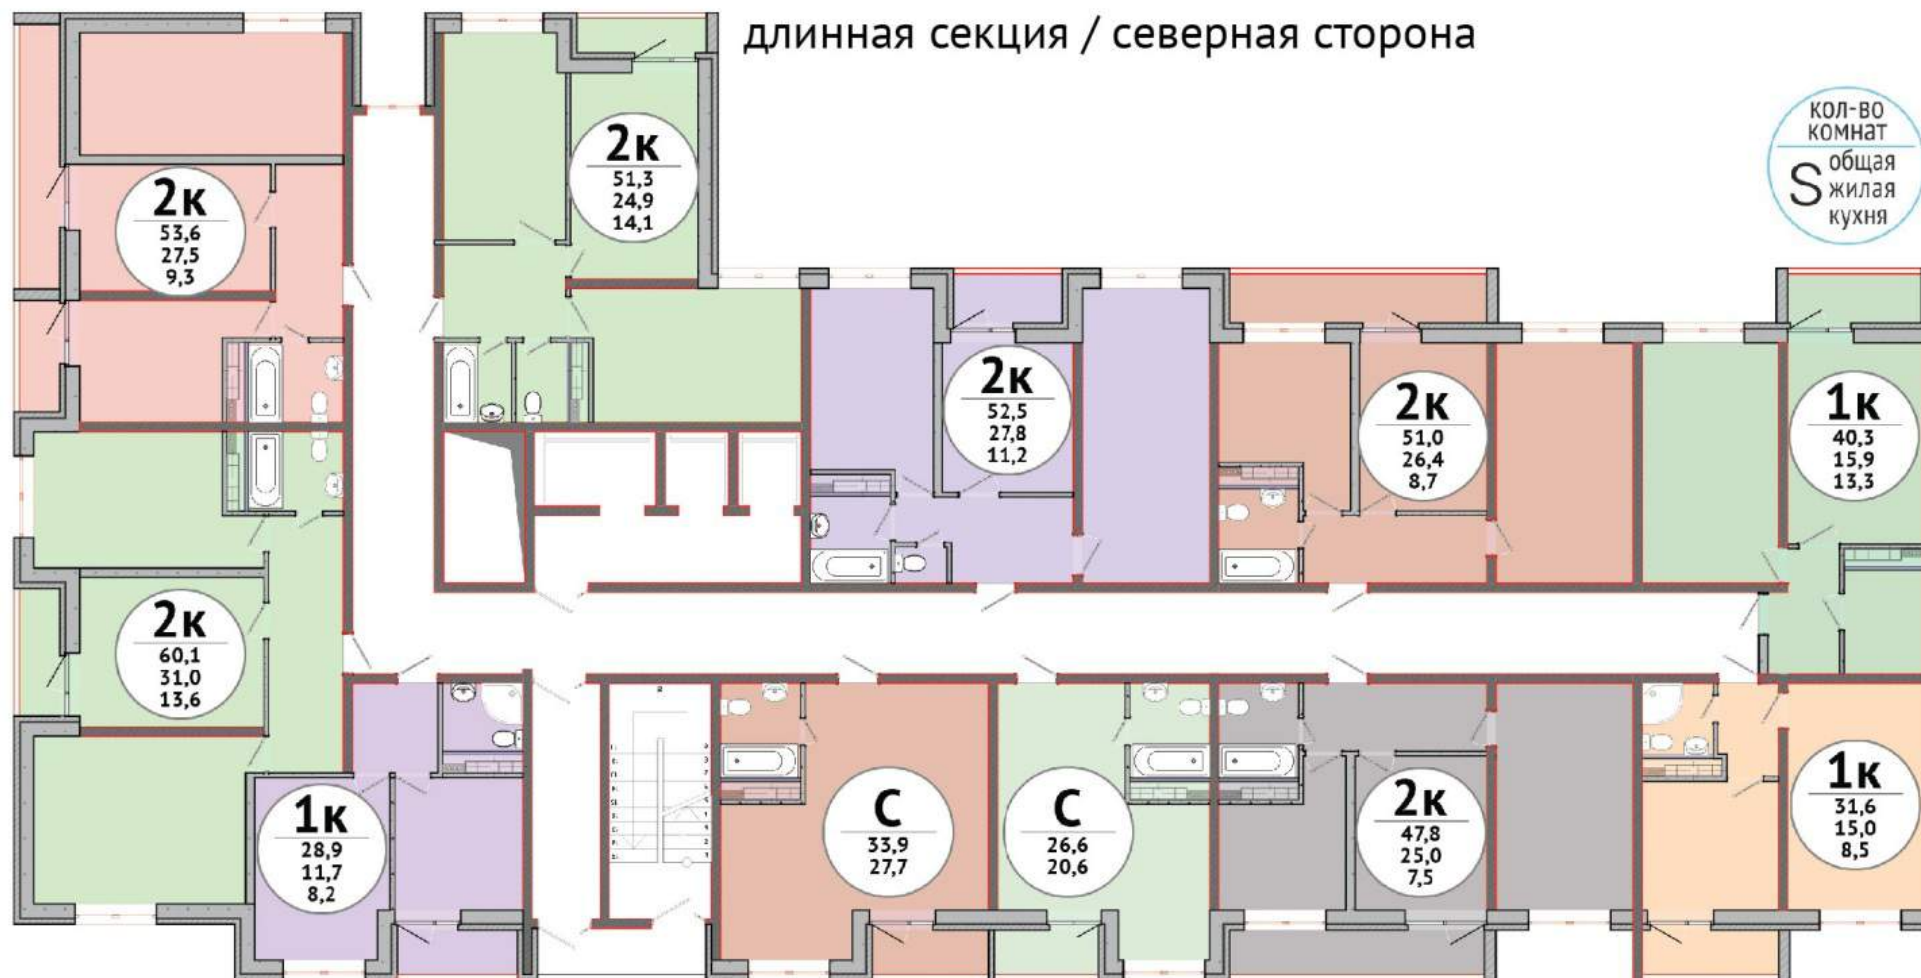 длинная секция / северная сторона
кол-во
комнат
S
общая
жилая
кухня
2к
53,6
27,5
9,3
2к
51,3
24,9
14,1
2к
52,5
27,8
11,2
2к
51,0
26,4
8,7
1к
40,3
15,9
13,3
2к
60,1
31,0
13,6
1к
28,9
11,7
8,2
С
33,9
27,7
С
26,6
20,6
2к
47,8
25,0
7,5
1к
31,6
15,0
8,5